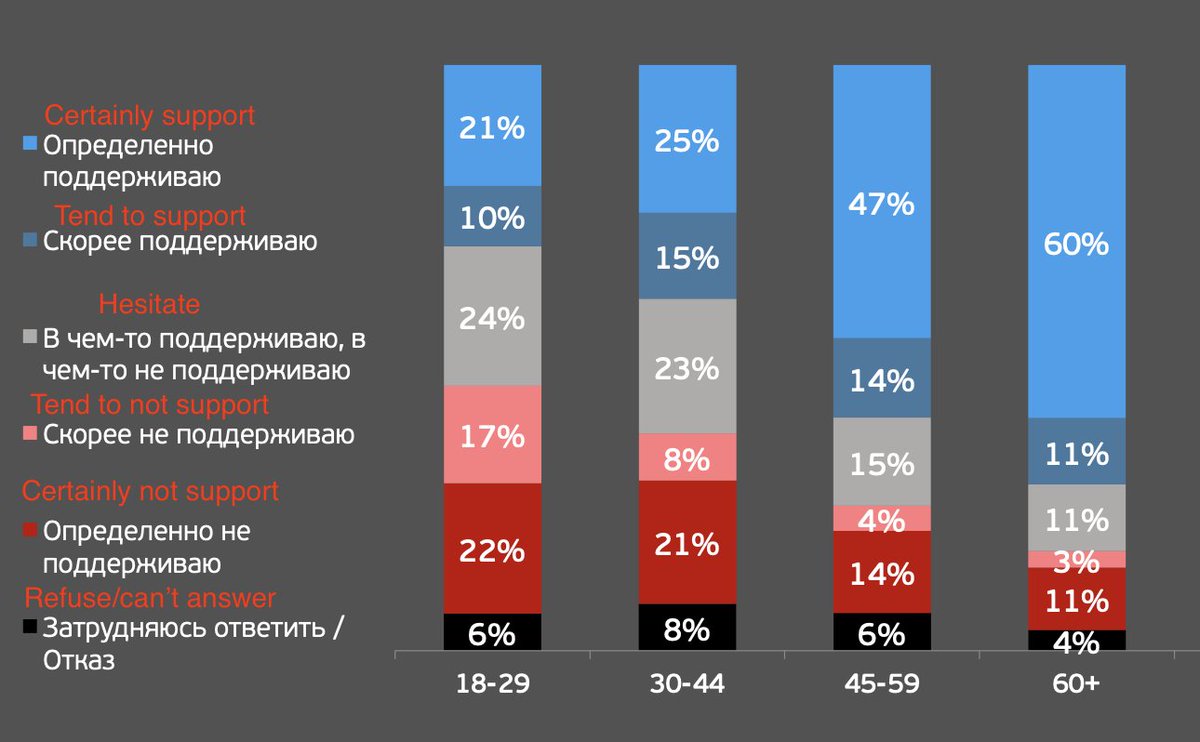 Certainly support
Определенно
поддерживаю
Tend to support
Скорее поддерживаю
Hesitate
В чем-то поддерживаю, в
чем-то не поддерживаю
Tend to not support
Скорее не поддерживаю
Certainly not support
Определенно не
поддерживаю
Refuse/can't answer
Затрудняюсь ответить /
Отказ
21%
10%
24%
17%
22%
6%
25%
15%
23%
8%
21%
8%
47%
14%
15%
4%
14%
6%
60%
11%
11%
3%
11%
4%
18-29
30-44
45-59
60+